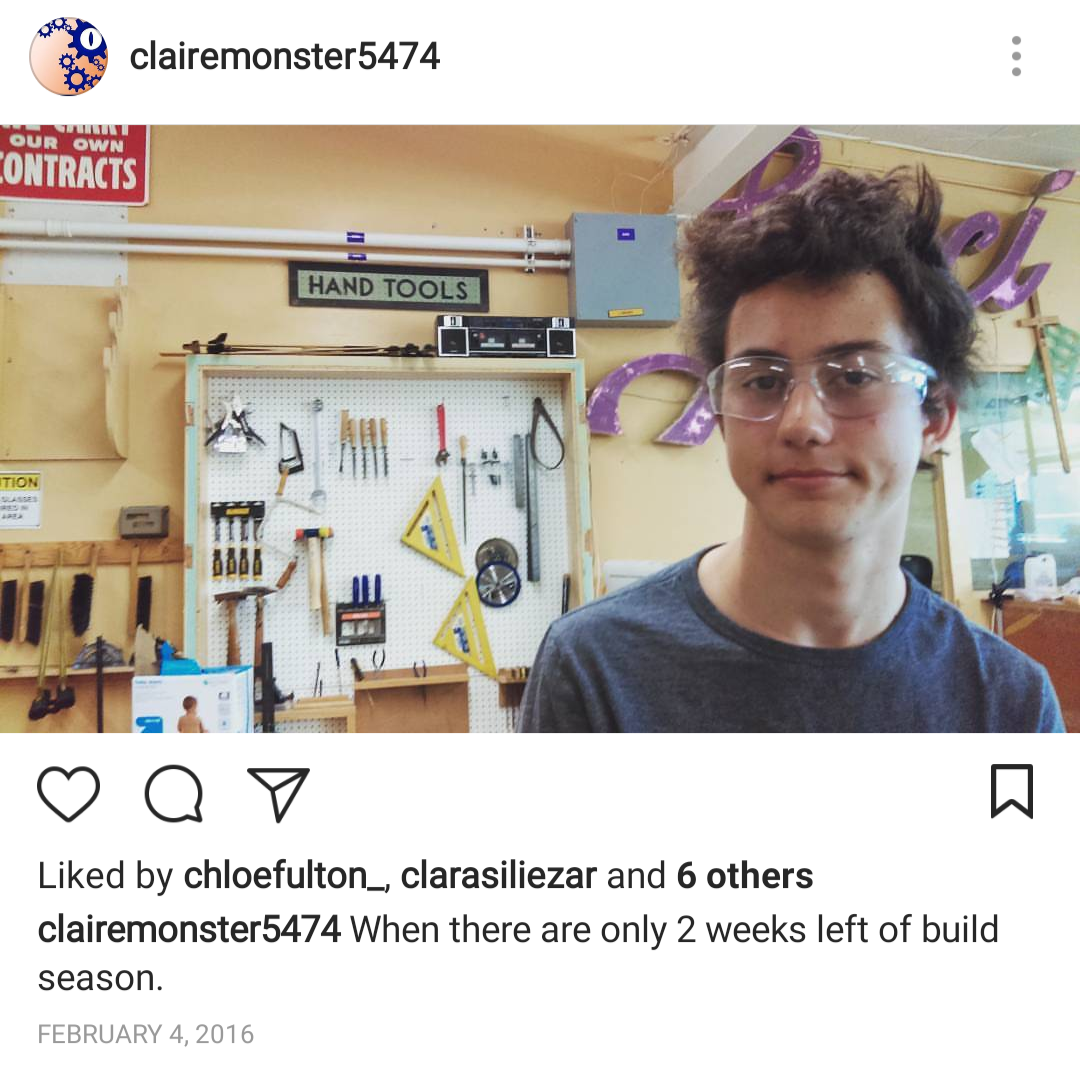 clairemonster5474
OUR OWN
CONTRACTS
HAND TOOLS
Liked by chloefulton_, clarasiliezar and 6 others
clairemonster5474 When there are only 2 weeks left of build
season.
FEBRUARY 4, 2016